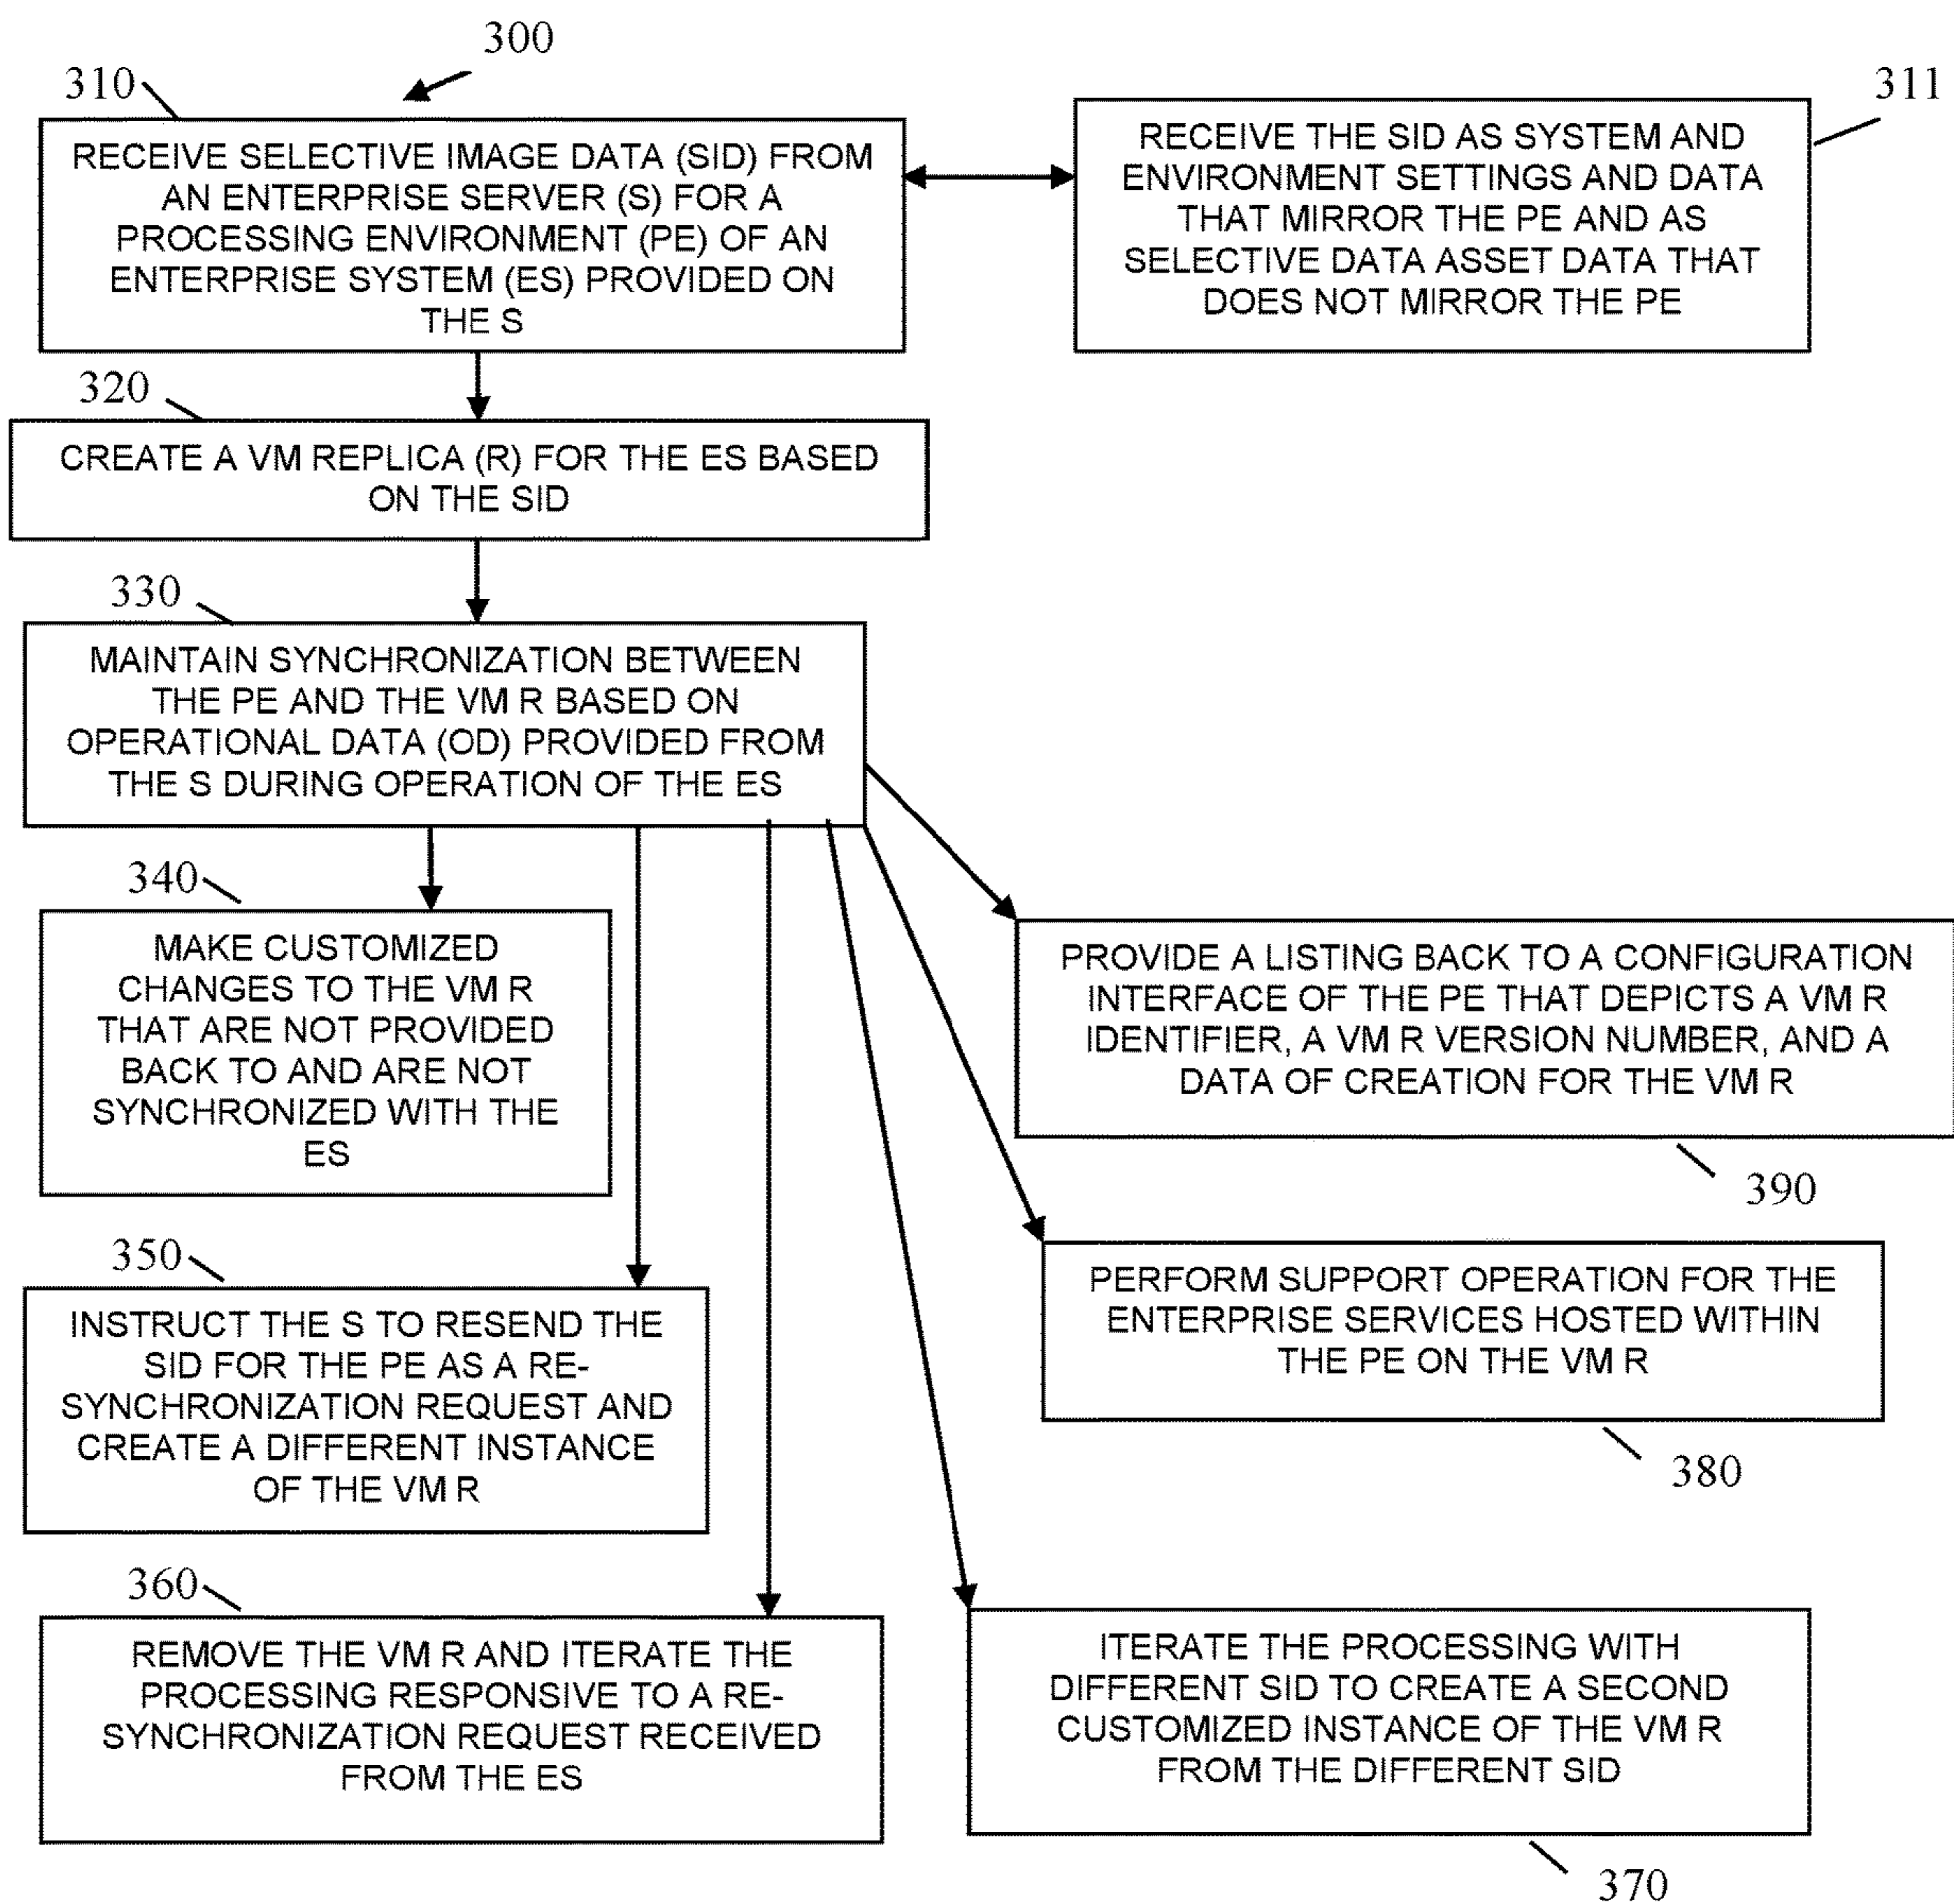 300
310
RECEIVE SELECTIVE IMAGE DATA (SID) FROM
AN ENTERPRISE SERVER (S) FOR A
PROCESSING ENVIRONMENT (PE) OF AN
ENTERPRISE SYSTEM (ES) PROVIDED ON
THE S
311
RECEIVE THE SID AS SYSTEM AND
ENVIRONMENT SETTINGS AND DATA
THAT MIRROR THE PE AND AS
SELECTIVE DATA ASSET DATA THAT
DOES NOT MIRROR THE PE
320
CREATE A VM REPLICA (R) FOR THE ES BASED
ON THE SID
330
MAINTAIN SYNCHRONIZATION BETWEEN
THE PE AND THE VM R BASED ON
OPERATIONAL DATA (OD) PROVIDED FROM
THE S DURING OPERATION OF THE ES
340
MAKE CUSTOMIZED
CHANGES TO THE VM R
THAT ARE NOT PROVIDED
BACK TO AND ARE NOT
SYNCHRONIZED WITH THE
ES
350
INSTRUCT THE S TO RESEND THE
SID FOR THE PE AS A RE-
SYNCHRONIZATION REQUEST AND
CREATE A DIFFERENT INSTANCE
OF THE VM R
360
REMOVE THE VM R AND ITERATE THE
PROCESSING RESPONSIVE TO A RE-
SYNCHRONIZATION REQUEST RECEIVED
FROM THE ES
PROVIDE A LISTING BACK TO A CONFIGURATION
INTERFACE OF THE PE THAT DEPICTS A VM R
IDENTIFIER, A VM R VERSION NUMBER, AND A
DATA OF CREATION FOR THE VM R
390
PERFORM SUPPORT OPERATION FOR THE
ENTERPRISE SERVICES HOSTED WITHIN
THE PE ON THE VM R
380
ITERATE THE PROCESSING WITH
DIFFERENT SID TO CREATE A SECOND
CUSTOMIZED INSTANCE OF THE VM R
FROM THE DIFFERENT SID
370